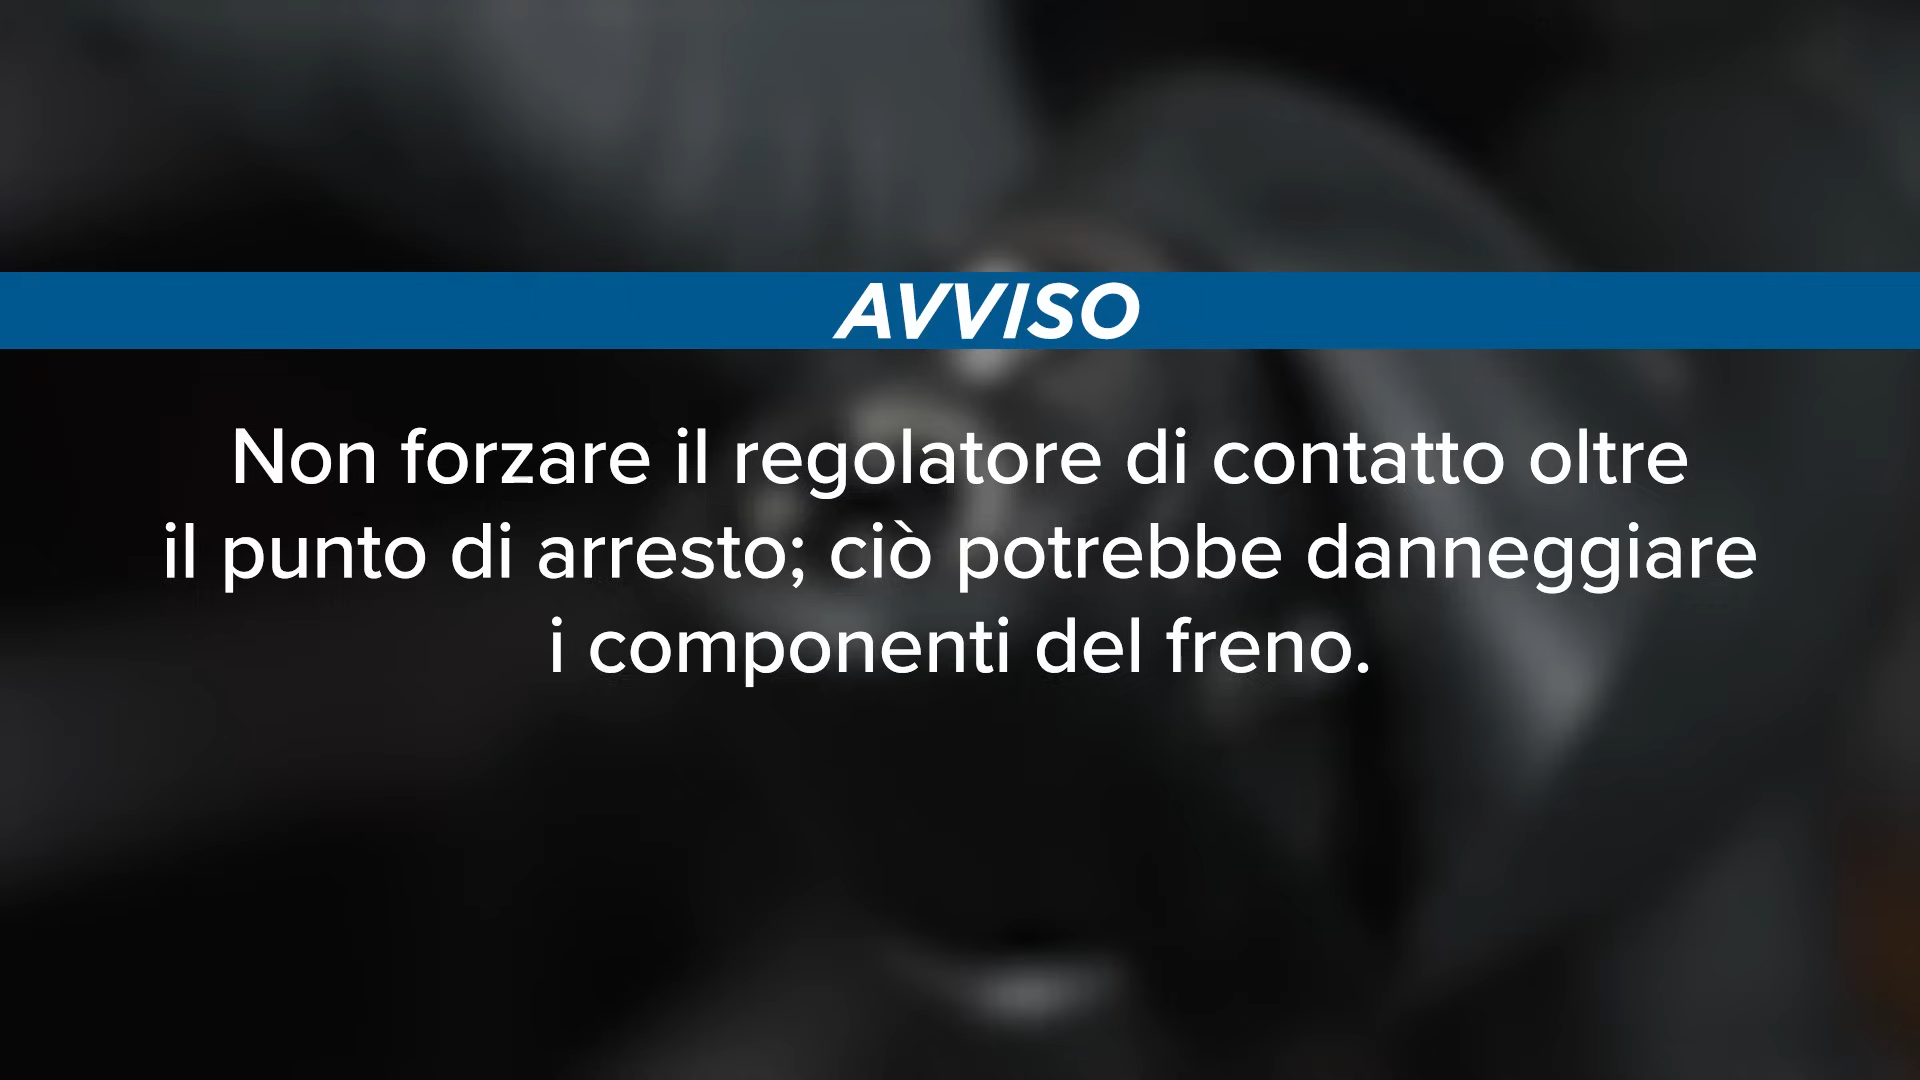 AVVISO
Non forzare il regolatore di contatto oltre
il punto di arresto; ciò potrebbe danneggiare
i componenti del freno.